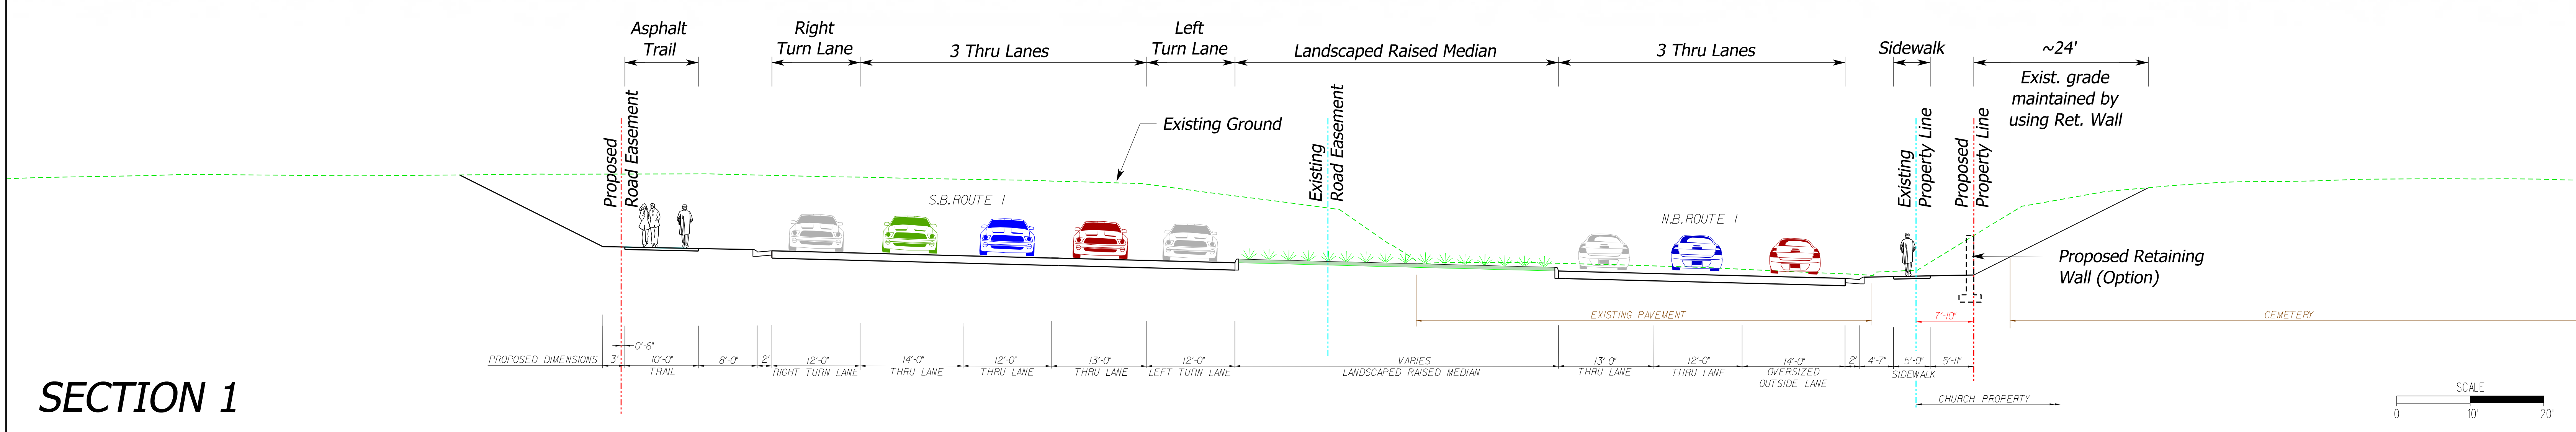 Asphalt
Trail
Right
Turn Lane
3 Thru Lanes
Left
Turn Lane
Landscaped Raised Median
3 Thru Lanes
Sidewalk
~24'
Exist. grade
maintained by
using Ret. Wall
Proposed
Road Easement
Existing Ground
Existing
Road Easement
Existing
Property Line
Proposed
Property Line
S.B. ROUTE 1
N.B. ROUTE 1
Proposed Retaining
Wall (Option)
EXISTING PAVEMENT
7'-10"
CEMETERY
0'-6"
PROPOSED DIMENSIONS
3'
10'-0"
TRAIL
8'-0"
2'
12'-0"
RIGHT TURN LANE
14'-0"
THRU LANE
12'-0"
THRU LANE
13'-0"
THRU LANE
12'-0"
LEFT TURN LANE
VARIES
LANDSCAPED RAISED MEDIAN
13'-0"
THRU LANE
12'-0"
THRU LANE
14'-0"
OVERSIZED
OUTSIDE LANE
2'
4'-7"
5'-0"
SIDEWALK
5'-11"
CHURCH PROPERTY
SECTION 1
SCALE
0 10' 20'